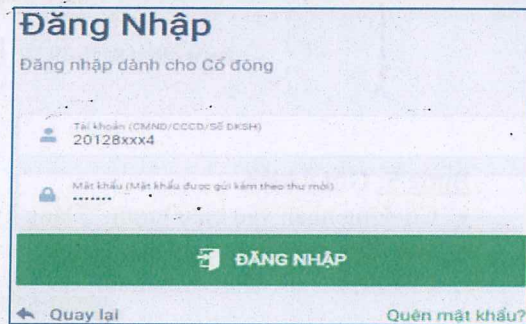 Đăng Nhập
Đăng nhập dành cho Cổ đông
Tài khoản (CMND/CCCD/Số ĐKSH)
20128xxx4
Mật khẩu (Mật khẩu được gửi kèm theo thư mời)
•••••••
ĐĂNG NHẬP
Quay lại
Quên mật khẩu?